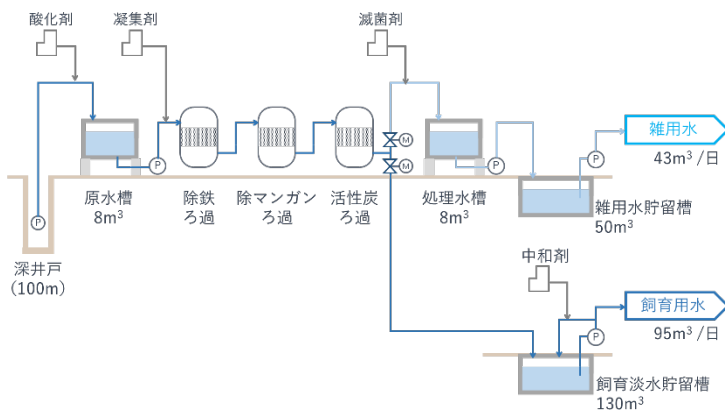 酸化剤
凝集剤
滅菌剤
P
原水槽
8m³
P
除鉄
ろ過
除マンガン
ろ過
活性炭
ろ過
M
M
処理水槽
8m³
P
P
雑用水
43m³/日
雑用水貯留槽
50m³
P
深井戸
(100m)
中和剤
P
飼育用水
95m³/日
飼育淡水貯留槽
130m³